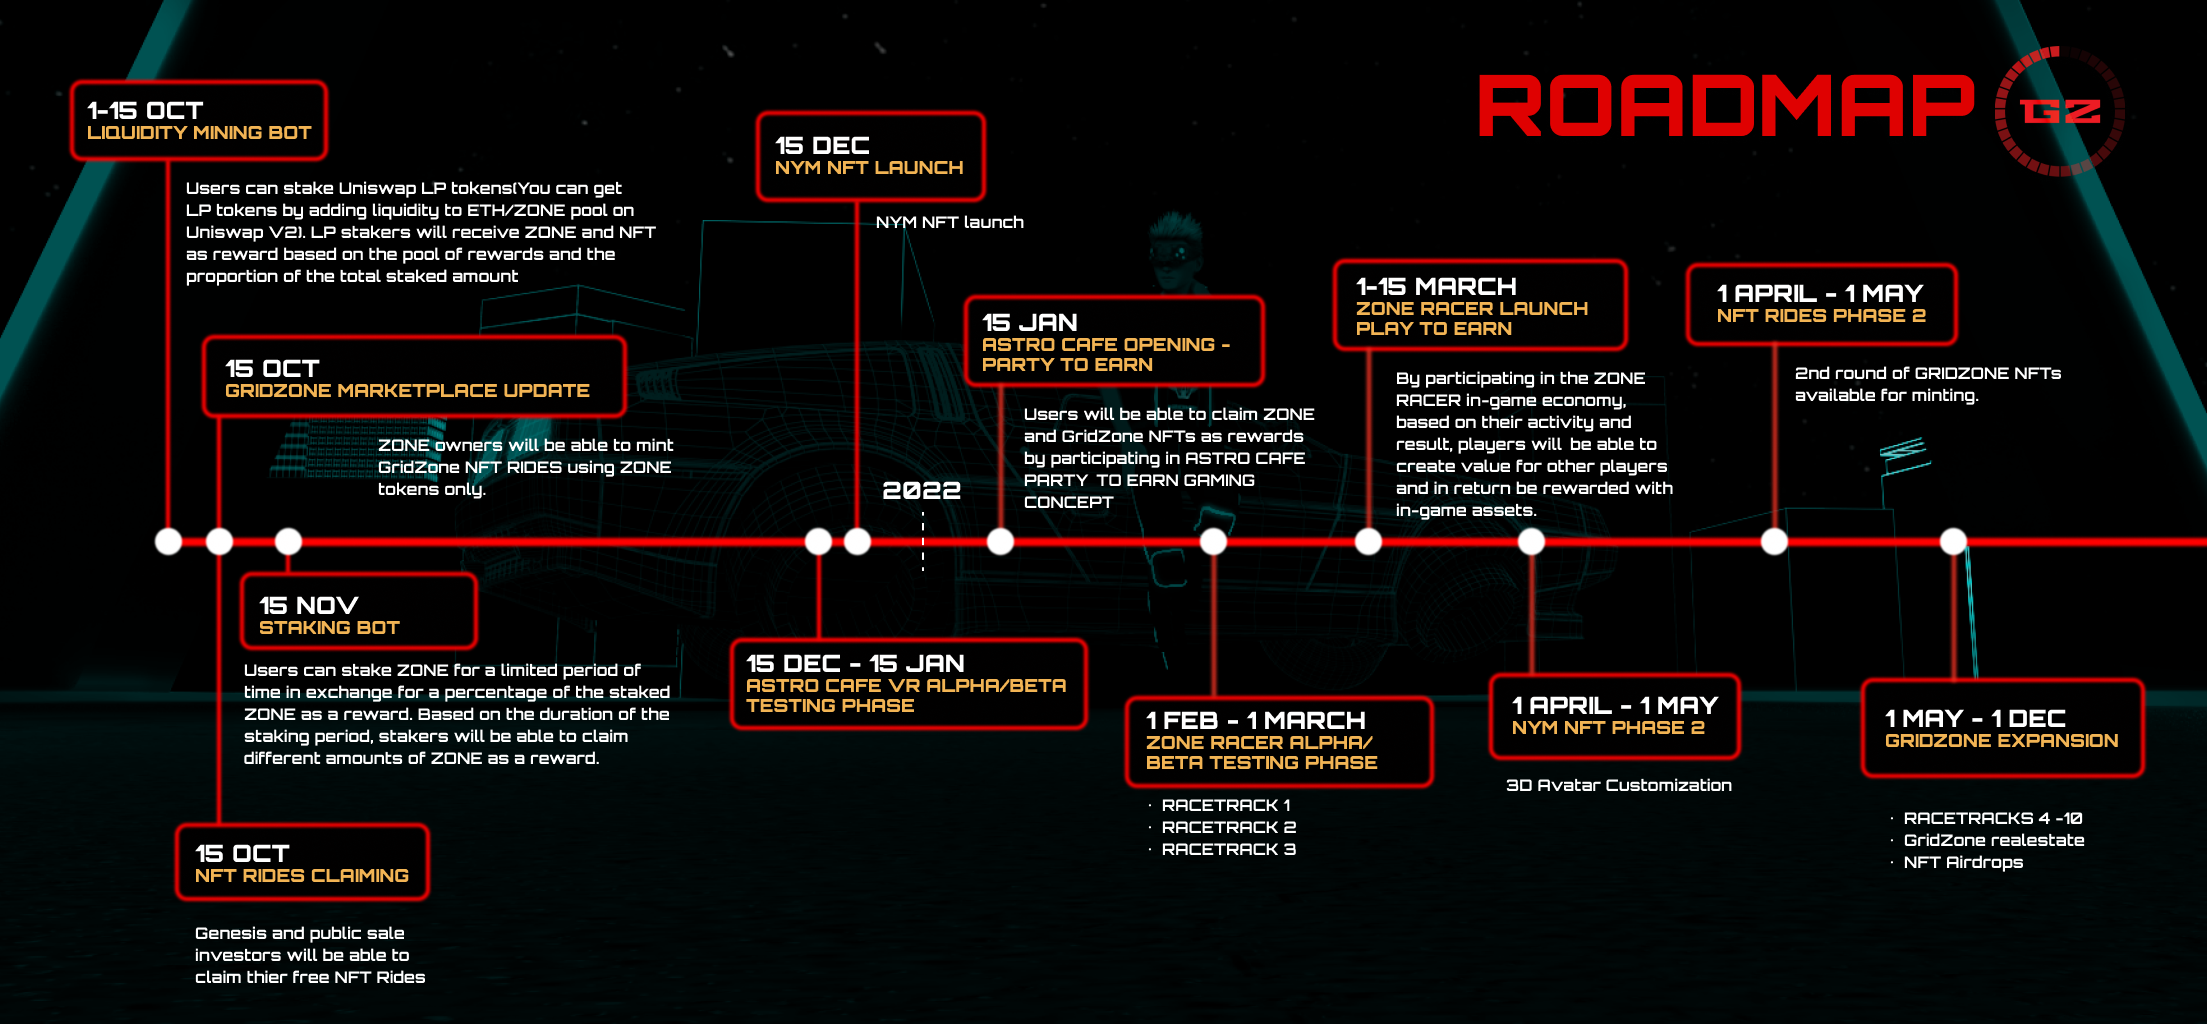 ROADMAP
GZ
1-15 OCT
LIQUIDITY MINING BOT
Users can stake Uniswap LP tokens(You can get
LP tokens by adding liquidity to ETH/ZONE pool on
Uniswap V2). LP stakers will receive ZONE and NFT
as reward based on the pool of rewards and the
proportion of the total staked amount
15 OCT
GRIDZONE MARKETPLACE UPDATE
ZONE owners will be able to mint
GridZone NFT RIDES using ZONE
tokens only.
15 OCT
NFT RIDES CLAIMING
Genesis and public sale
investors will be able to
claim thier free NFT Rides
15 NOV
STAKING BOT
Users can stake ZONE for a limited period of
time in exchange for a percentage of the staked
ZONE as a reward. Based on the duration of the
staking period, stakers will be able to claim
different amounts of ZONE as a reward.
15 DEC - 15 JAN
ASTRO CAFE VR ALPHA/BETA
TESTING PHASE
15 DEC
NYM NFT LAUNCH
NYM NFT launch
2022
15 JAN
ASTRO CAFE OPENING -
PARTY TO EARN
Users will be able to claim ZONE
and GridZone NFTs as rewards
by participating in ASTRO CAFE
PARTY TO EARN GAMING
CONCEPT
1 FEB - 1 MARCH
ZONE RACER ALPHA/
BETA TESTING PHASE
· RACETRACK 1
· RACETRACK 2
· RACETRACK 3
1-15 MARCH
ZONE RACER LAUNCH
PLAY TO EARN
By participating in the ZONE
RACER in-game economy,
based on their activity and
result, players will be able to
create value for other players
and in return be rewarded with
in-game assets.
1 APRIL - 1 MAY
NYM NFT PHASE 2
3D Avatar Customization
1 APRIL - 1 MAY
NFT RIDES PHASE 2
2nd round of GRIDZONE NFTs
available for minting.
1 MAY - 1 DEC
GRIDZONE EXPANSION
· RACETRACKS 4 -10
· GridZone realestate
· NFT Airdrops